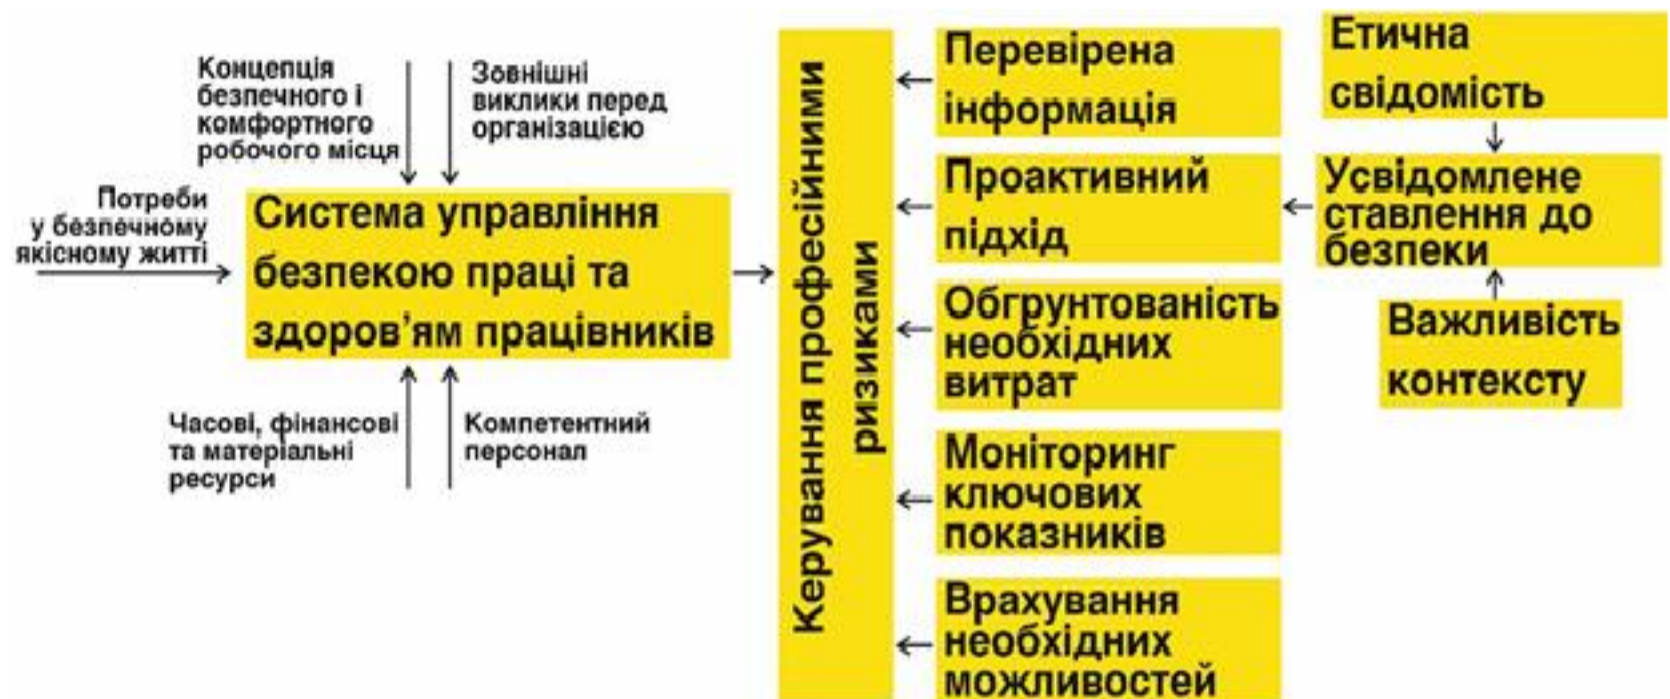 Концепція
безпечного і
комфортного
робочого місця
Зовнішні
виклики перед
організацією
Потреби
у безпечному
якісному житті
Система управління
безпекою праці та
здоров’ям працівників
Часові, фінансові
та матеріальні
ресурси
Компетентний
персонал
Керування професійними
ризиками
Перевірена
інформація
Проактивний
підхід
Обгрунтованість
необхідних
витрат
Моніторинг
ключових
показників
Врахування
необхідних
можливостей
Етична
свідомість
Усвідомлене
ставлення до
безпеки
Важливість
контексту